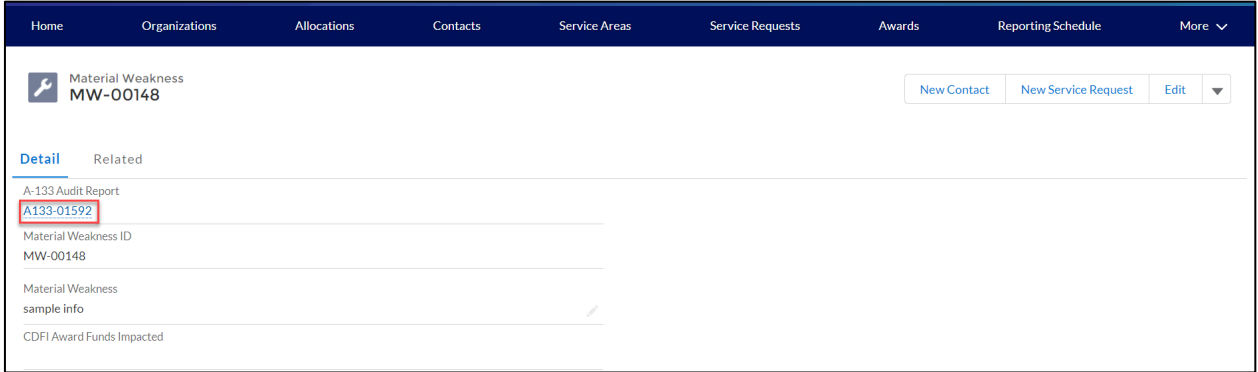 Home Organizations Allocations Contacts Service Areas Service Requests Awards Reporting Schedule More
Material Weakness
MW-00148
New Contact New Service Request Edit
Detail Related
A-133 Audit Report
A133-01592
Material Weakness ID
MW-00148
Material Weakness
sample info
CDFI Award Funds Impacted